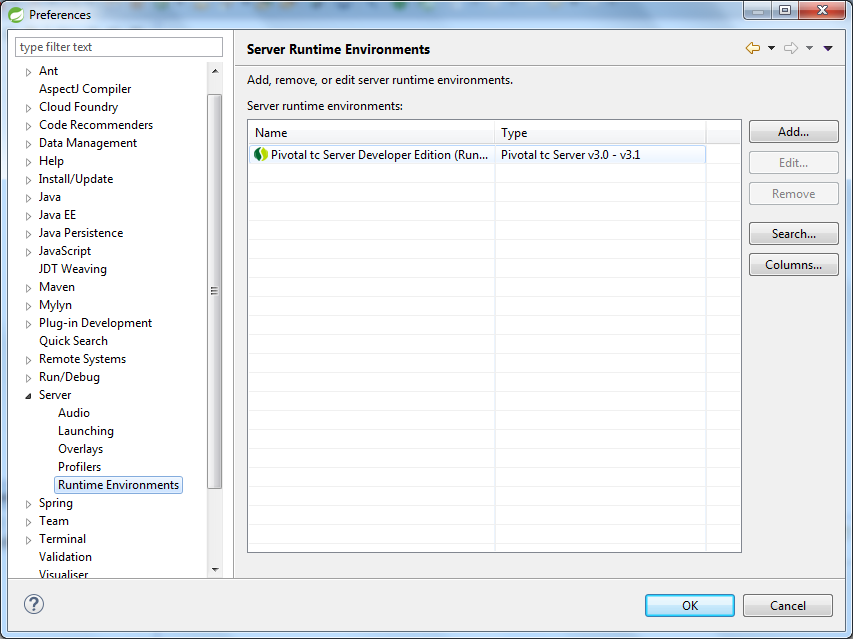 Preferences
type filter text
Ant
AspectJ Compiler
Cloud Foundry
Code Recommenders
Data Management
Help
Install/Update
Java
Java EE
Java Persistence
JavaScript
JDT Weaving
Maven
Mylyn
Plug-in Development
Quick Search
Remote Systems
Run/Debug
Server
Audio
Launching
Overlays
Profilers
Runtime Environments
Spring
Team
Terminal
Validation
Visualiser
Server Runtime Environments
Add, remove, or edit server runtime environments.
Server runtime environments:
Name Type
Pivotal tc Server Developer Edition (Run... Pivotal tc Server v3.0 - v3.1
Add...
Edit...
Remove
Search...
Columns...
OK Cancel